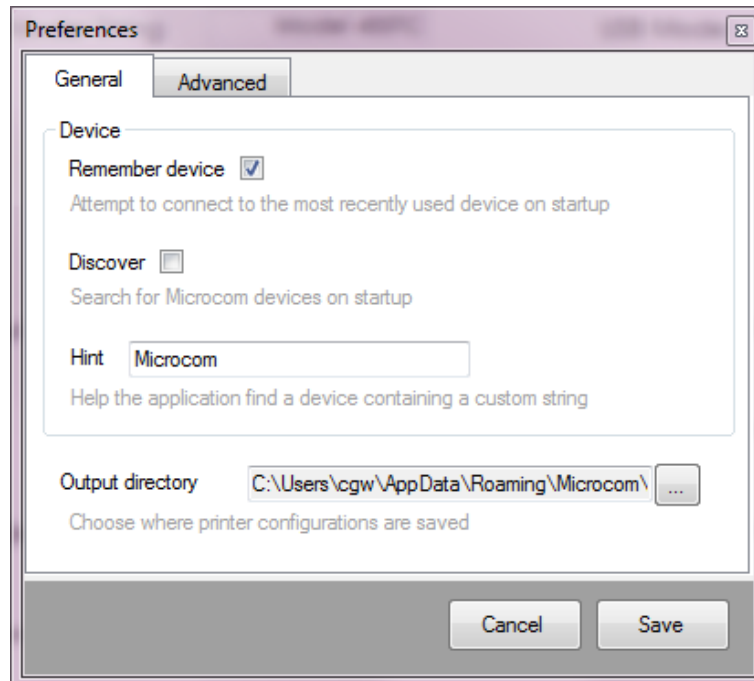 Preferences
General
Advanced
Device
Remember device
Attempt to connect to the most recently used device on startup
Discover
Search for Microcom devices on startup
Hint
Microcom
Help the application find a device containing a custom string
Output directory
C:\Users\cgw\AppData\Roaming\Microcom\
...
Choose where printer configurations are saved
Cancel
Save